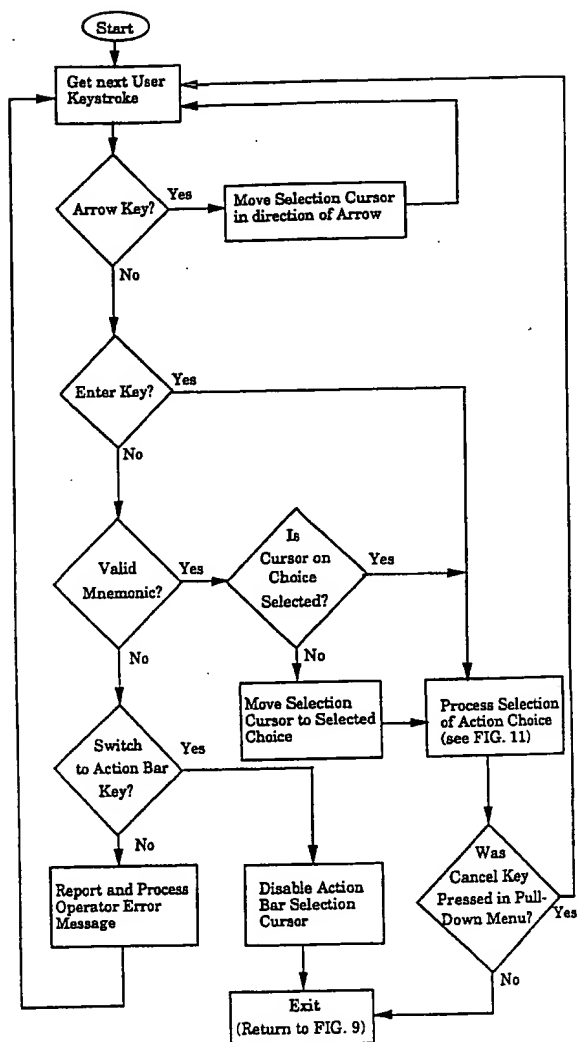 Start
Get next User
Keystroke
Arrow Key?
Yes
Move Selection Cursor
in direction of Arrow
No
Enter Key?
Yes
No
Valid
Mnemonic?
Yes
Is
Cursor on
Choice
Selected?
Yes
No
No
Move Selection
Cursor to Selected
Choice
Process Selection
of Action Choice
(see FIG. 11)
Switch
to Action Bar
Key?
Yes
No
Was
Cancel Key
Pressed in Pull-
Down Menu?
Yes
No
Report and Process
Operator Error
Message
Disable Action
Bar Selection
Cursor
Exit
(Return to FIG. 9)